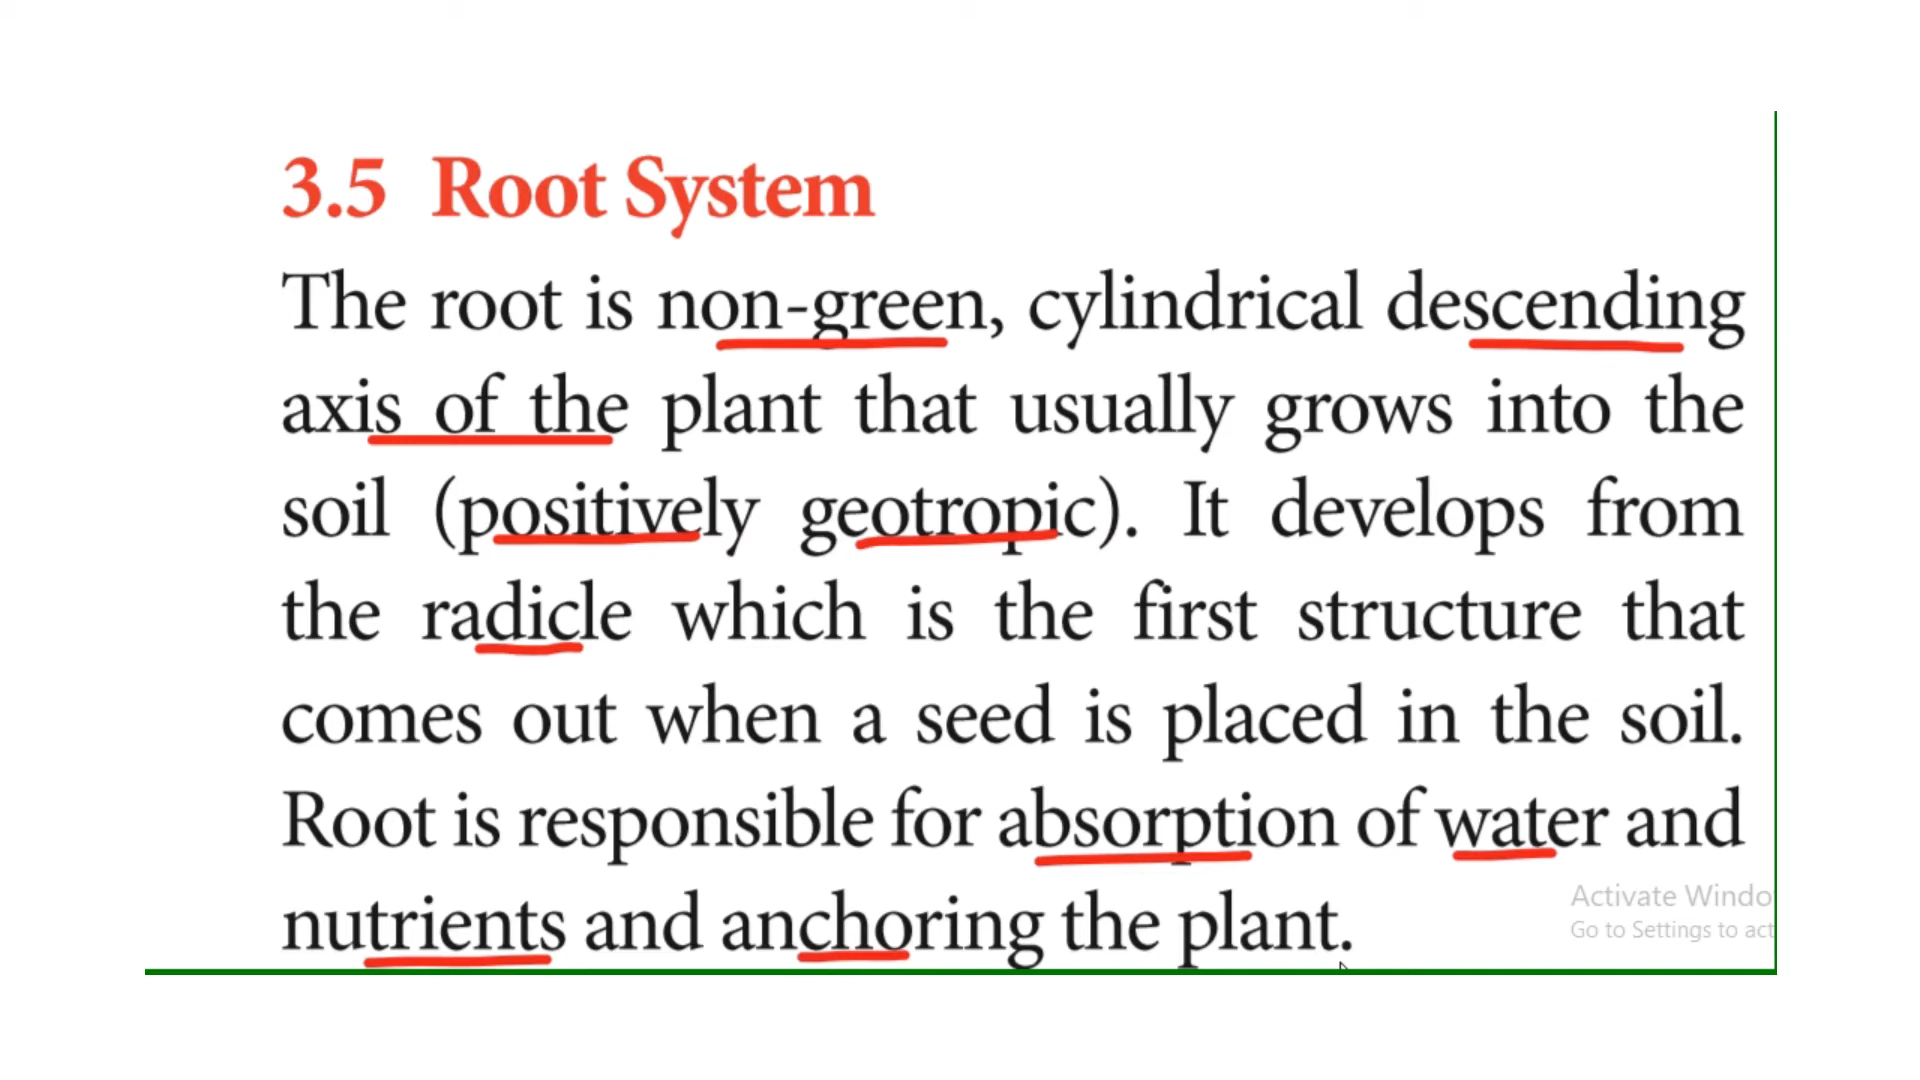 3.5 Root System
The root is non-green, cylindrical descending
axis of the plant that usually grows into the
soil (positively geotropic). It develops from
the radicle which is the first structure that
comes out when a seed is placed in the soil.
Root is responsible for absorption of water and
nutrients and anchoring the plant.
Activate Windo
Go to Settings to act